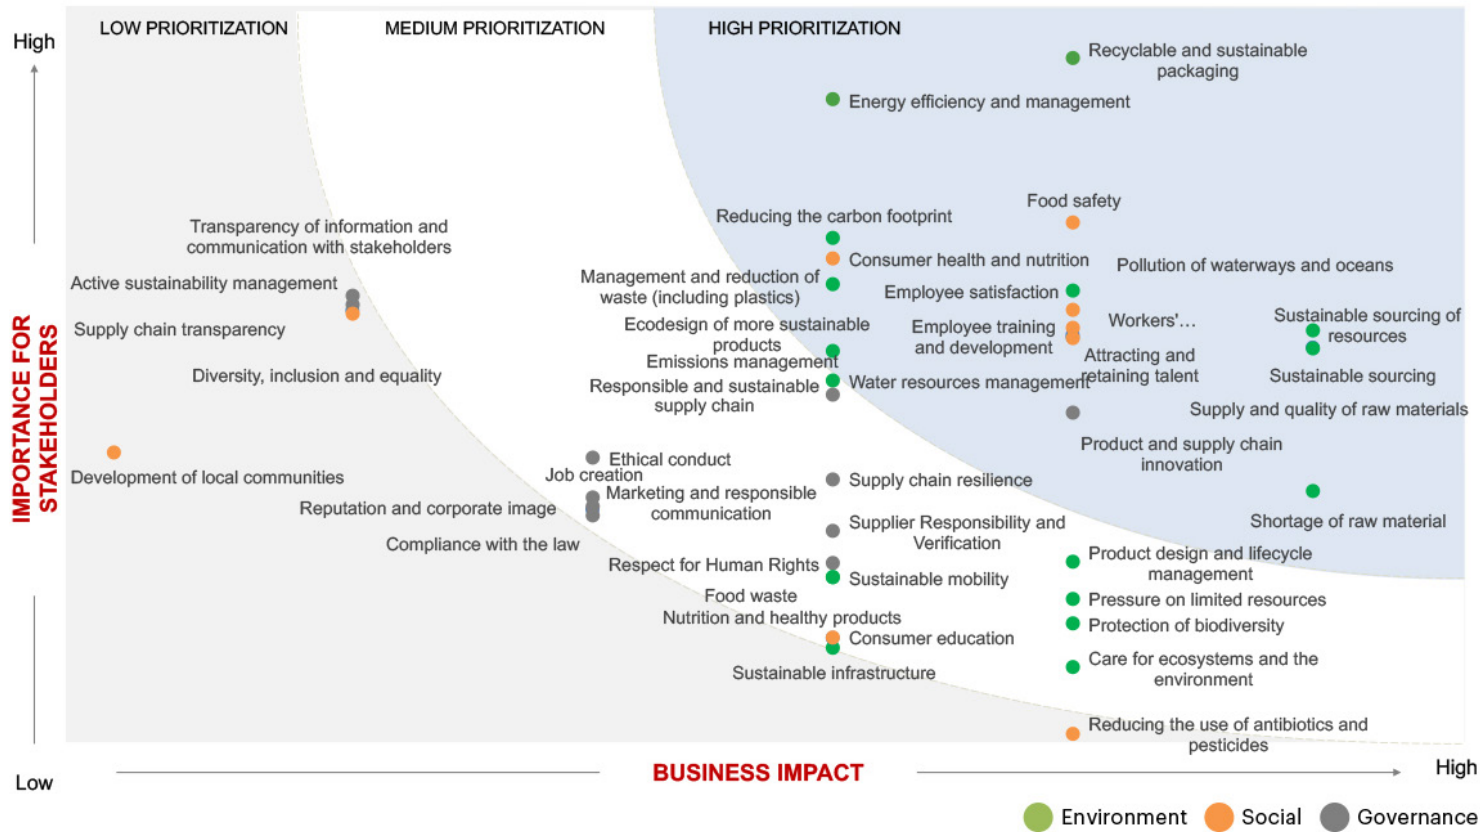 LOW PRIORITIZATION
MEDIUM PRIORITIZATION
HIGH PRIORITIZATION
High
Recyclable and sustainable
packaging
Energy efficiency and management
Food safety
Reducing the carbon footprint
Transparency of information and
communication with stakeholders
Consumer health and nutrition
Pollution of waterways and oceans
Management and reduction of
waste (including plastics)
Active sustainability management
Employee satisfaction
Ecodesign of more sustainable
products
Supply chain transparency
Employee training
and development
Workers'...
Sustainable sourcing of
resources
Emissions management
Attracting and
retaining talent
Diversity, inclusion and equality
Sustainable sourcing
Responsible and sustainable
supply chain
Water resources management
Supply and quality of raw materials
IMPORTANCE FOR
STAKEHOLDERS
Product and supply chain
innovation
Ethical conduct
Job creation
Development of local communities
Supply chain resilience
Marketing and responsible
communication
Reputation and corporate image
Shortage of raw material
Supplier Responsibility and
Verification
Compliance with the law
Product design and lifecycle
management
Respect for Human Rights
Sustainable mobility
Food waste
Pressure on limited resources
Nutrition and healthy products
Protection of biodiversity
Consumer education
Care for ecosystems and the
environment
Sustainable infrastructure
Reducing the use of antibiotics and
pesticides
Low
BUSINESS IMPACT
High
Environment
Social
Governance